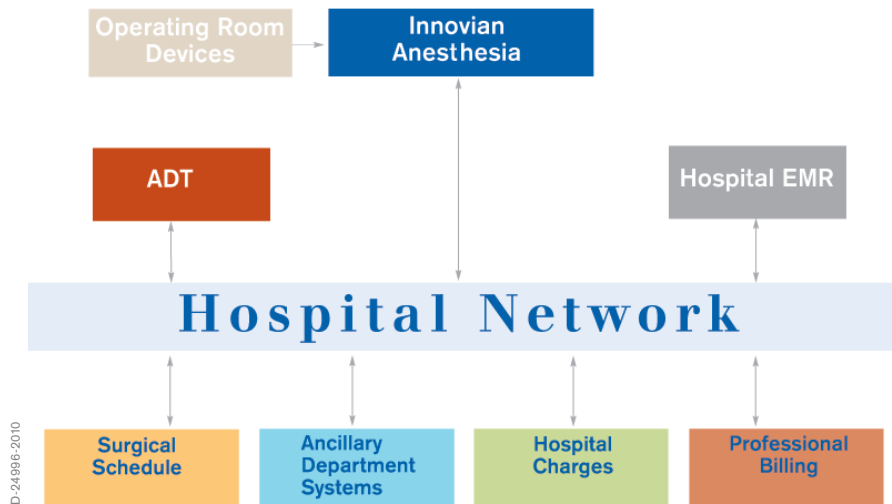 Operating Room
Devices
Innovian
Anesthesia
ADT
Hospital EMR
Hospital Network
Surgical
Schedule
Ancillary
Department
Systems
Hospital
Charges
Professional
Billing
D-24996-2010